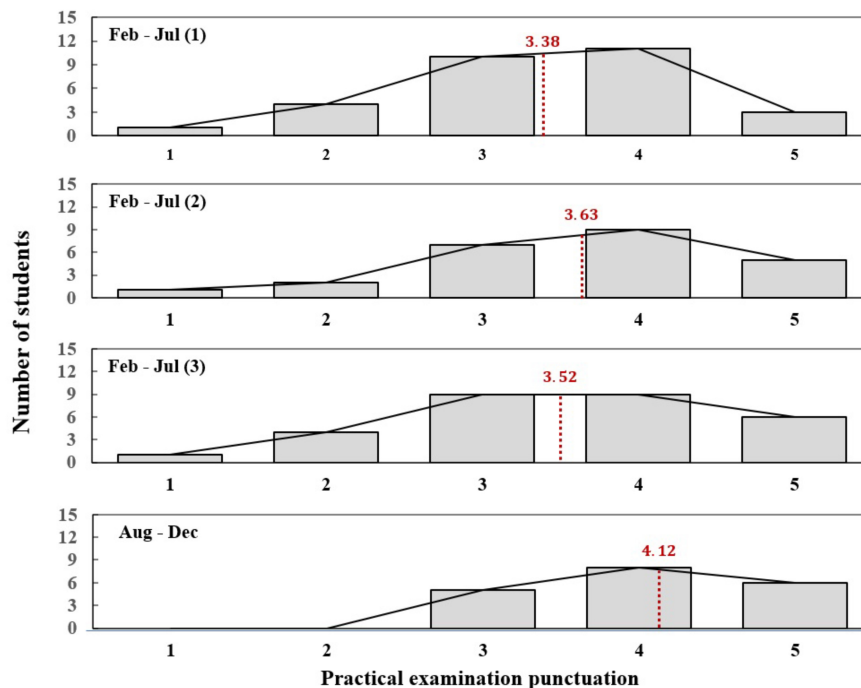 Number of students
Feb - Jul (1)
3.38
15
12
9
6
3
0
1 2 3 4 5
Feb - Jul (2)
3.63
15
12
9
6
3
0
1 2 3 4 5
Feb - Jul (3)
3.52
15
12
9
6
3
0
1 2 3 4 5
Aug - Dec
4.12
15
12
9
6
3
0
1 2 3 4 5
Practical examination punctuation